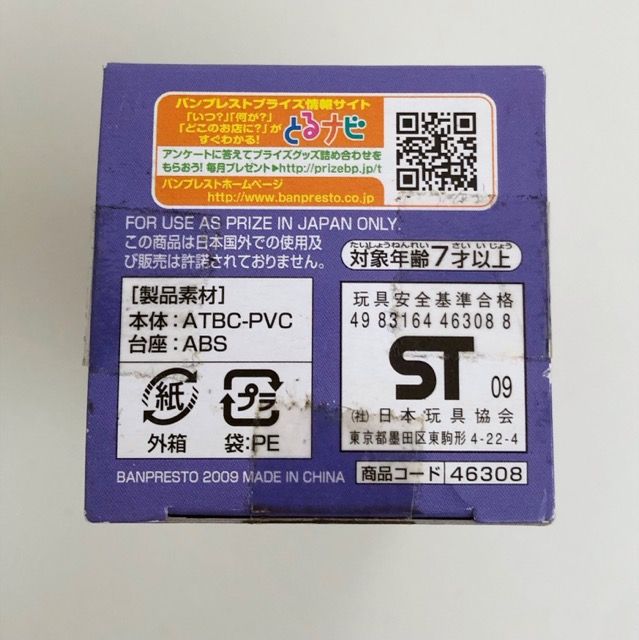 バンプレストプライズ情報サイト
「いつ?」「何が?」
「どこのお店に?」が
すぐわかる!
とるナビ
アンケートに答えてプライズグッズ詰め合わせを
もらおう!毎月プレゼント▶http://prizebp.jp/t
バンプレストホームページ
http://www.banpresto.co.jp
FOR USE AS PRIZE IN JAPAN ONLY.
この商品は日本国外での使用及
び販売は許諾されておりません。
たいしょうねんれい さいいじょう
対象年齢7才以上
[製品素材]
本体:ATBC-PVC
台座:ABS
紙
外箱
プラ
袋:PE
玩具安全基準合格
49 83164 46308 8
ST 09
(社)日本玩具協会
東京都墨田区東駒形4-22-4
BANPRESTO 2009 MADE IN CHINA
商品コード 46308